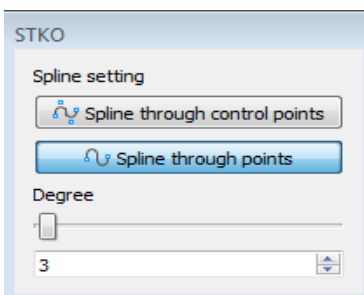 STKO
Spline setting
Spline through control points
Spline through points
Degree
3